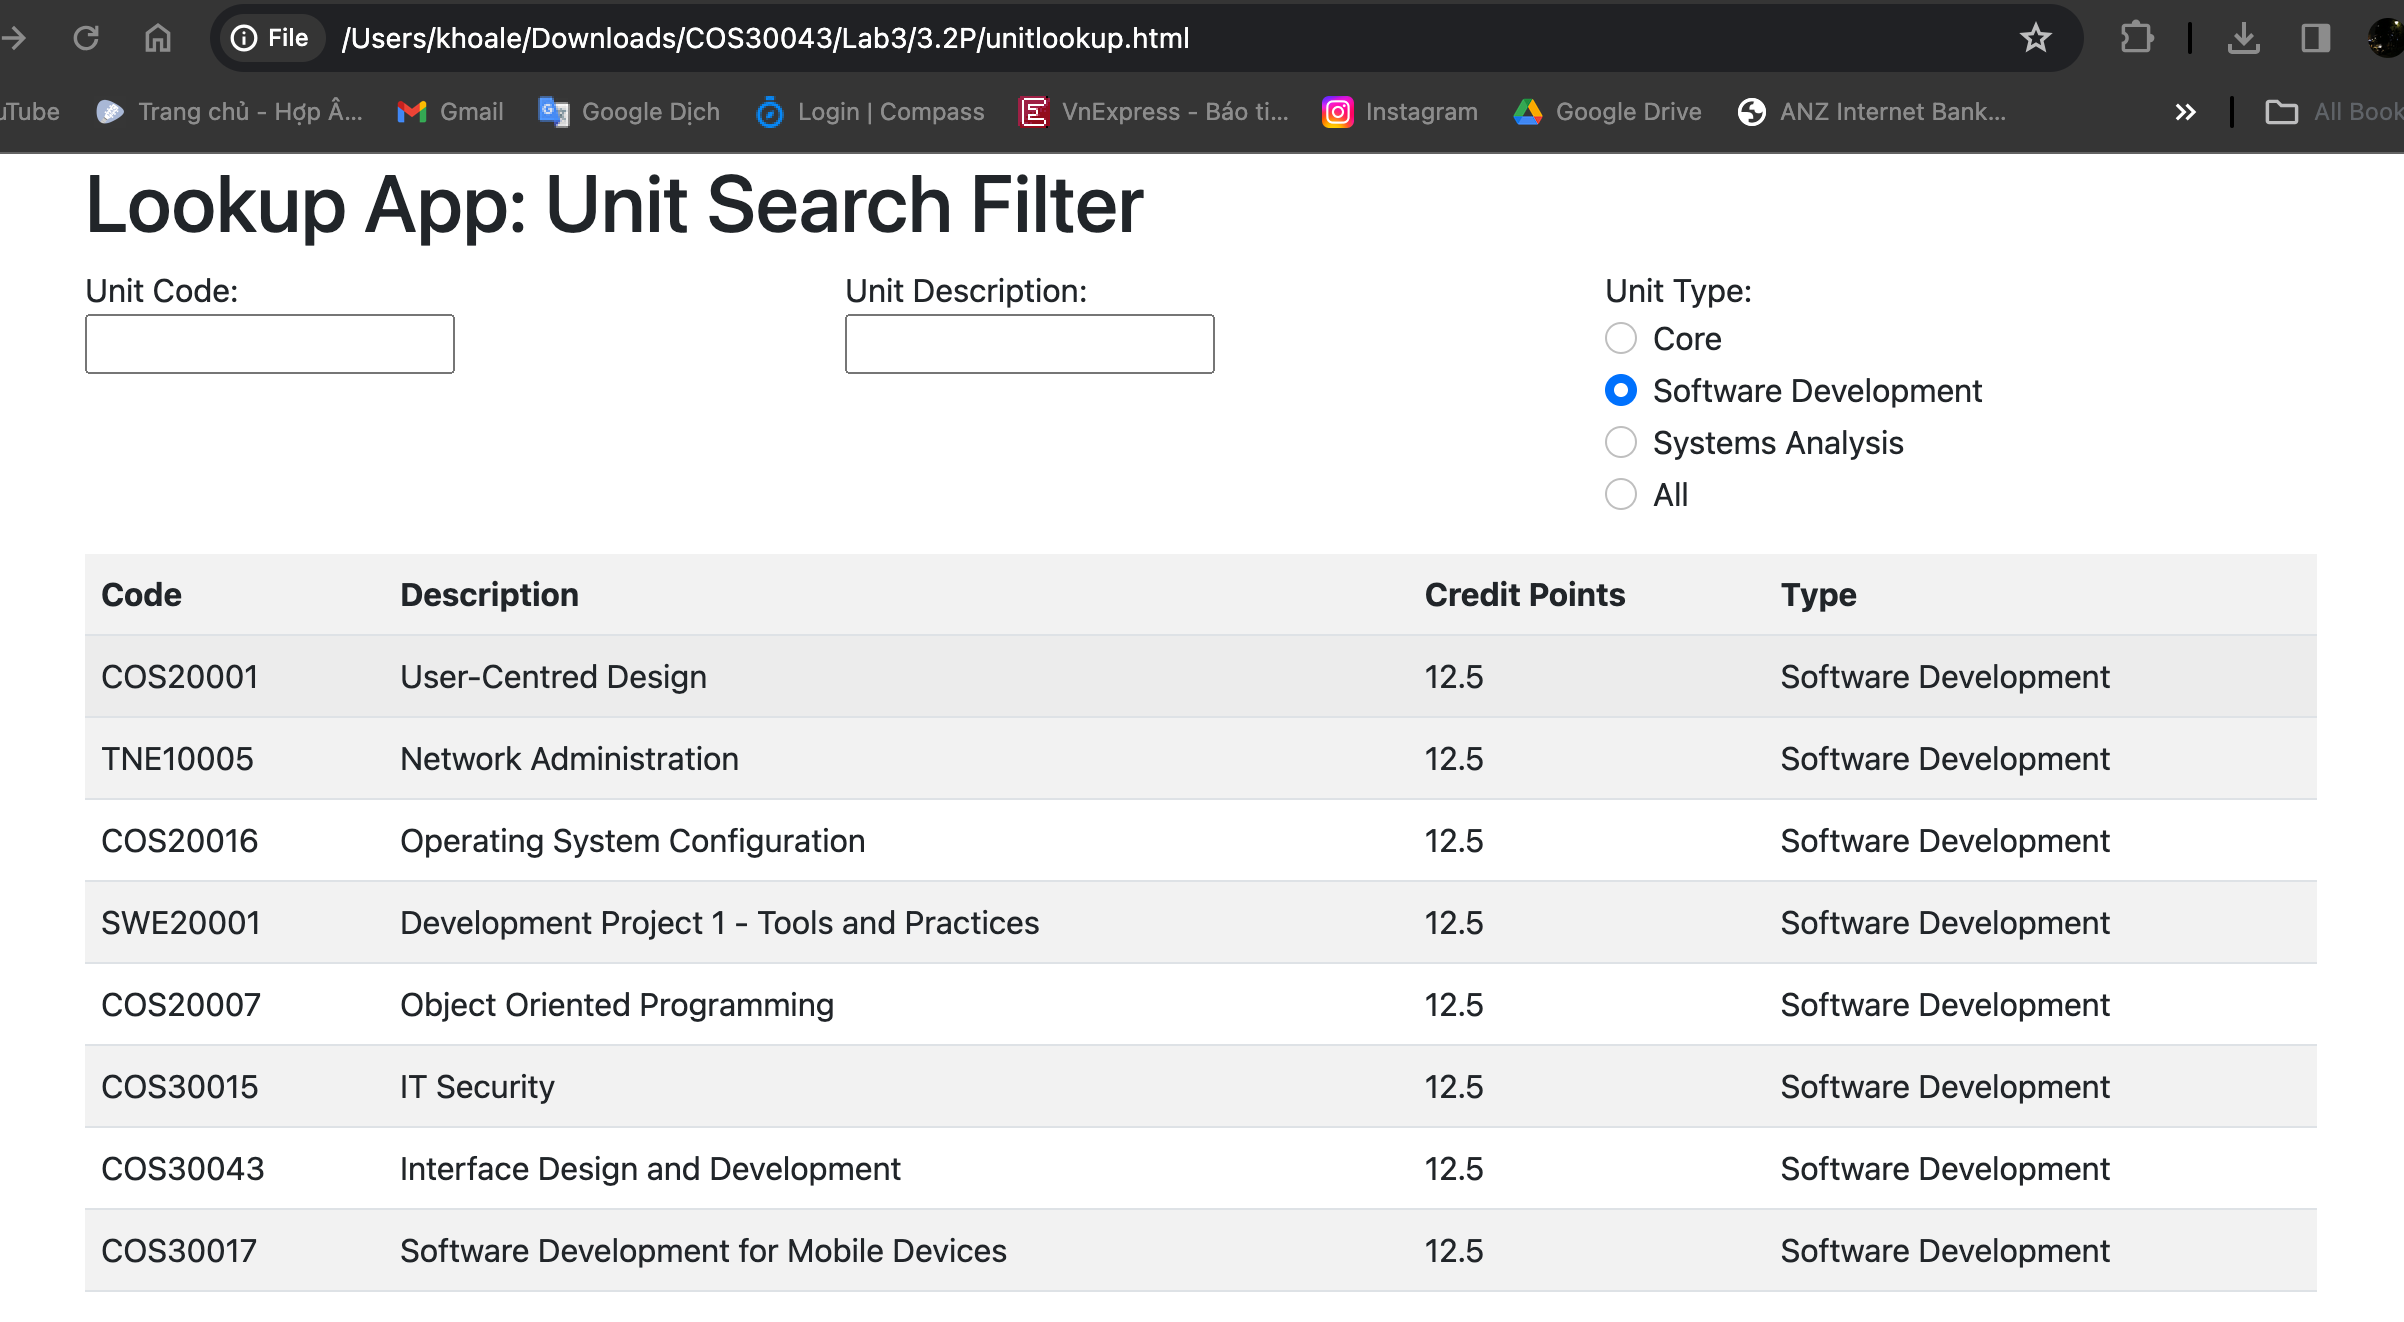 File /Users/khoale/Downloads/COS30043/Lab3/3.2P/unitlookup.html
uTube Trang chủ - Hợp Â... Gmail Google Dịch Login | Compass VnExpress - Báo ti... Instagram Google Drive ANZ Internet Bank... » All Book
Lookup App: Unit Search Filter
Unit Code: Unit Description: Unit Type:
Core
Software Development
Systems Analysis
All
Code Description Credit Points Type
COS20001 User-Centred Design 12.5 Software Development
TNE10005 Network Administration 12.5 Software Development
COS20016 Operating System Configuration 12.5 Software Development
SWE20001 Development Project 1 - Tools and Practices 12.5 Software Development
COS20007 Object Oriented Programming 12.5 Software Development
COS30015 IT Security 12.5 Software Development
COS30043 Interface Design and Development 12.5 Software Development
COS30017 Software Development for Mobile Devices 12.5 Software Development